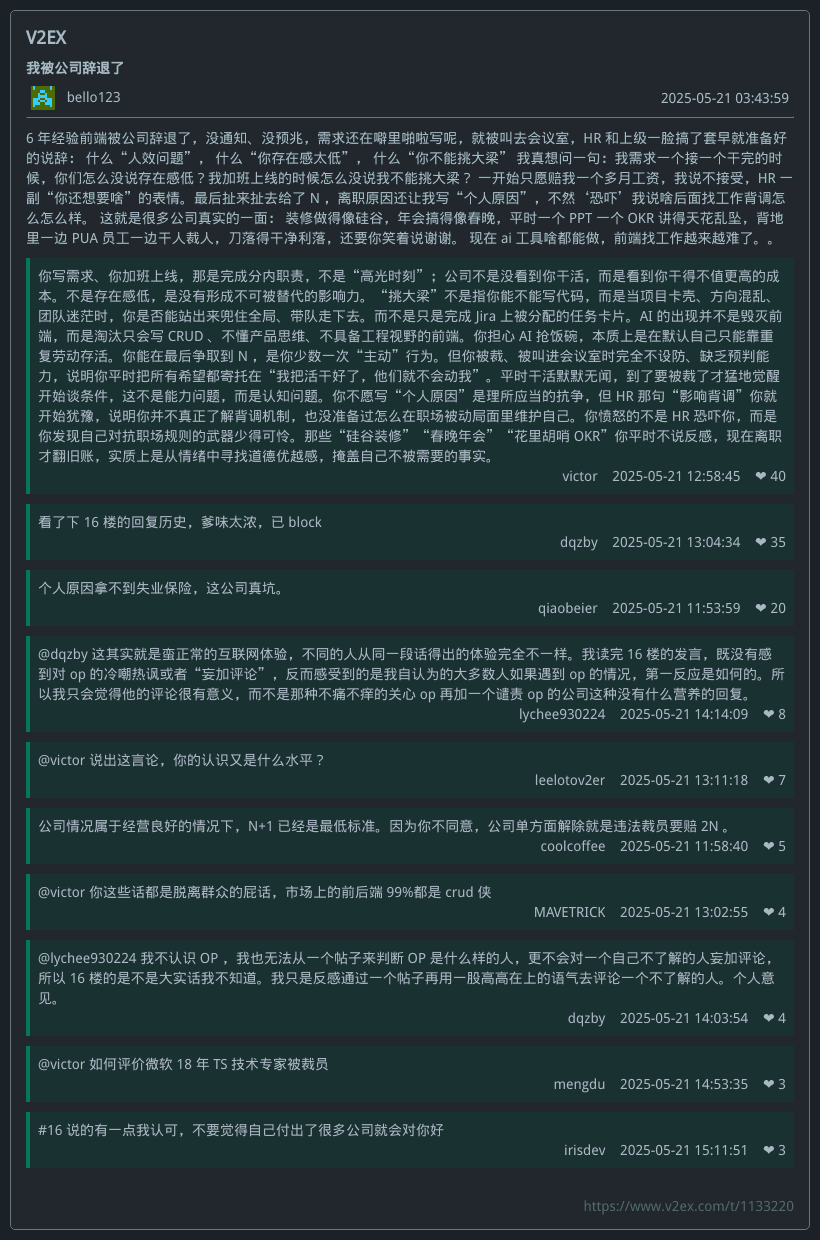 V2EX
我被公司辞退了
bello123 2025-05-21 03:43:59
6 年经验前端被公司辞退了，没通知、没预兆，需求还在噼里啪啦写呢，就被叫去会议室，HR 和上级一脸搞了套早就准备好
的说辞： 什么“人效问题”，什么“你存在感太低”，什么“你不能挑大梁” 我真想问一句：我需求一个接一个干完的时
候，你们怎么没说存在感低？我加班上线的时候怎么没说我不能挑大梁？ 一开始只愿赔我一个多月工资，我说不接受，HR 一
副“你还想要啥”的表情。最后扯来扯去给了 N ，离职原因还让我写“个人原因”，不然‘恐吓’我说啥后面找工作背调怎
么怎么样。 这就是很多公司真实的一面： 装修做得像硅谷，年会搞得像春晚，平时一个 PPT 一个 OKR 讲得天花乱坠，背地
里一边 PUA 员工一边干人裁人，刀落得干净利落，还要你笑着说谢谢。 现在 ai 工具啥都能做，前端找工作越来越难了。。
你写需求、你加班上线，那是完成分内职责，不是“高光时刻”；公司不是没看到你干活，而是看到你干得不值更高的成
本。不是存在感低，是没有形成不可被替代的影响力。“挑大梁”不是指你能不能写代码，而是当项目卡壳、方向混乱、
团队迷茫时，你是否能站出来兜住全局、带队走下去。而不是只是完成 Jira 上被分配的任务卡片。AI 的出现并不是毁灭前
端，而是淘汰只会写 CRUD 、不懂产品思维、不具备工程视野的前端。你担心 AI 抢饭碗，本质上是在默认自己只能靠重
复劳动存活。你能在最后争取到 N ，是你少数一次“主动”行为。但你被裁、被叫进会议室时完全不设防、缺乏预判能
力，说明你平时把所有希望都寄托在“我把活干好了，他们就不会动我”。平时干活默默无闻，到了要被裁了才猛地觉醒
开始谈条件，这不是能力问题，而是认知问题。你不愿写“个人原因”是理所应当的抗争，但 HR 那句“影响背调”你就
开始犹豫，说明你并不真正了解背调机制，也没准备过怎么在职场被动局面里维护自己。你愤怒的不是 HR 恐吓你，而是
你发现自己对抗职场规则的武器少得可怜。那些“硅谷装修”“春晚年会”“花里胡哨 OKR”你平时不说反感，现在离职
才翻旧账，实质上是从情绪中寻找道德优越感，掩盖自己不被需要的事实。
victor 2025-05-21 12:58:45 ❤ 40
看了下 16 楼的回复历史，爹味太浓，已 block
dqzby 2025-05-21 13:04:34 ❤ 35
个人原因拿不到失业保险，这公司真坑。
qiaobeier 2025-05-21 11:53:59 ❤ 20
@dqzby 这其实就是蛮正常的互联网体验，不同的人从同一段话得出的体验完全不一样。我读完 16 楼的发言，既没有感
到对 op 的冷嘲热讽或者“妄加评论”，反而感受到的是我自认为的大多数人如果遇到 op 的情况，第一反应是如何的。所
以我只会觉得他的评论很有意义，而不是那种不痛不痒的关心 op 再加一个谴责 op 的公司这种没有什么营养的回复。
lychee930224 2025-05-21 14:14:09 ❤ 8
@victor 说出这言论，你的认识又是什么水平？
leelotov2er 2025-05-21 13:11:18 ❤ 7
公司情况属于经营良好的情况下，N+1 已经是最低标准。因为你不同意，公司单方面解除就是违法裁员要赔 2N 。
coolcoffee 2025-05-21 11:58:40 ❤ 5
@victor 你这些话都是脱离群众的屁话，市场上的前后端 99%都是 crud 侠
MAVETRICK 2025-05-21 13:02:55 ❤ 4
@lychee930224 我不认识 OP ，我也无法从一个帖子来判断 OP 是什么样的人，更不会对一个自己不了解的人妄加评论，
所以 16 楼的是不是大实话我不知道。我只是反感通过一个帖子再用一股高高在上的语气去评论一个不了解的人。个人意
见。
dqzby 2025-05-21 14:03:54 ❤ 4
@victor 如何评价微软 18 年 TS 技术专家被裁员
mengdu 2025-05-21 14:53:35 ❤ 3
#16 说的有一点我认可，不要觉得自己付出了很多公司就会对你好
irisdev 2025-05-21 15:11:51 ❤ 3
https://www.v2ex.com/t/1133220